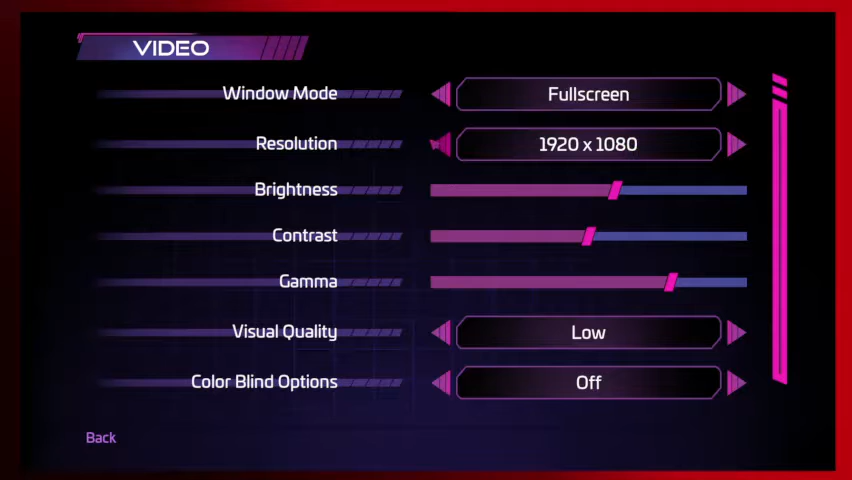 VIDEO
Window Mode
Fullscreen
Resolution
1920 x 1080
Brightness
Contrast
Gamma
Visual Quality
Low
Color Blind Options
Off
Back